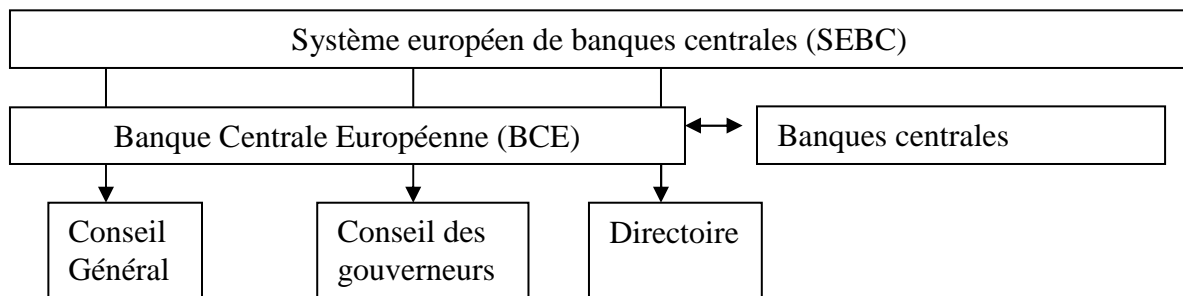 Système européen de banques centrales (SEBC)
Banque Centrale Européenne (BCE)
Banques centrales
Conseil
Général
Conseil des
gouverneurs
Directoire